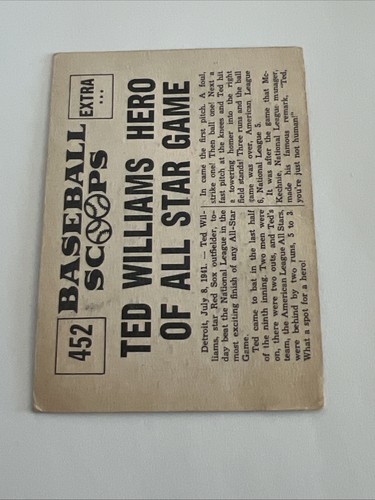 452
BASEBALL
SCOOPS
EXTRA
...
TED WILLIAMS HERO
OF ALL STAR GAME
Detroit, July 8, 1941. — Ted Wil-
liams, star Red Sox outfielder, to-
day beat the National League in the
most exciting finish of any All-Star
Game.
Ted came to bat in the last half
of the ninth inning. Two men were
on, there were two outs, and Ted's
team, the American League All Stars,
were behind by two runs, 5 to 3.
What a spot for a hero!
In came the first pitch. A foul,
strike one! Then ball one! Next a
fast pitch at the knees and Ted hit
a towering homer into the right
field stands! Three runs and the ball
game was over, American League
6, National League 5.
It was after the game that Mc-
Kechnie, National League manager,
made his famous remark, "Ted,
you're just not human!"